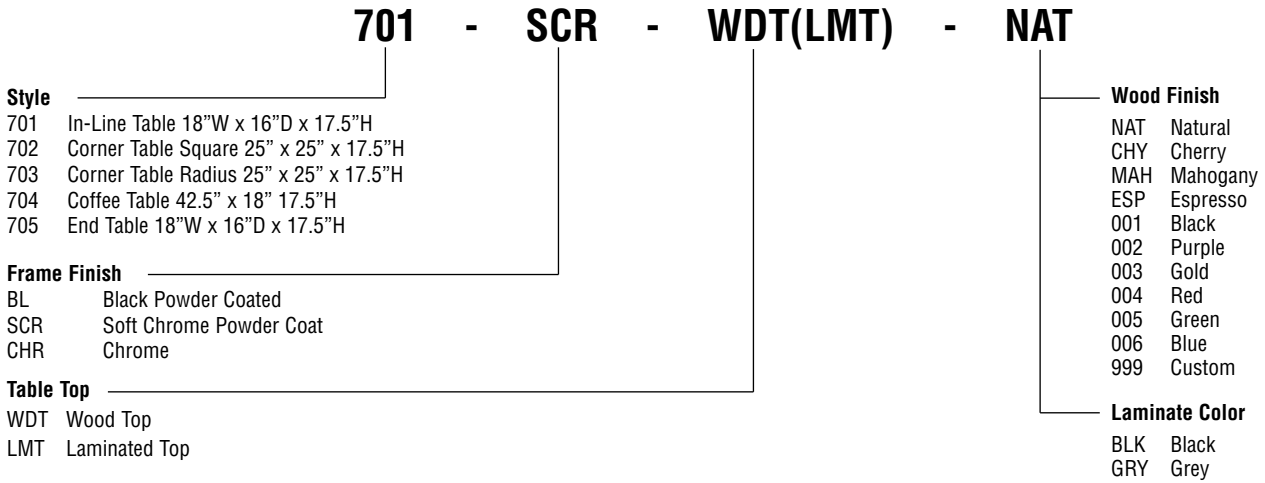 701 - SCR - WDT(LMT) - NAT
Style
701 In-Line Table 18”W x 16”D x 17.5”H
702 Corner Table Square 25” x 25” x 17.5”H
703 Corner Table Radius 25” x 25” x 17.5”H
704 Coffee Table 42.5” x 18” 17.5”H
705 End Table 18”W x 16”D x 17.5”H
Frame Finish
BL Black Powder Coated
SCR Soft Chrome Powder Coat
CHR Chrome
Table Top
WDT Wood Top
LMT Laminated Top
Wood Finish
NAT Natural
CHY Cherry
MAH Mahogany
ESP Espresso
001 Black
002 Purple
003 Gold
004 Red
005 Green
006 Blue
999 Custom
Laminate Color
BLK Black
GRY Grey